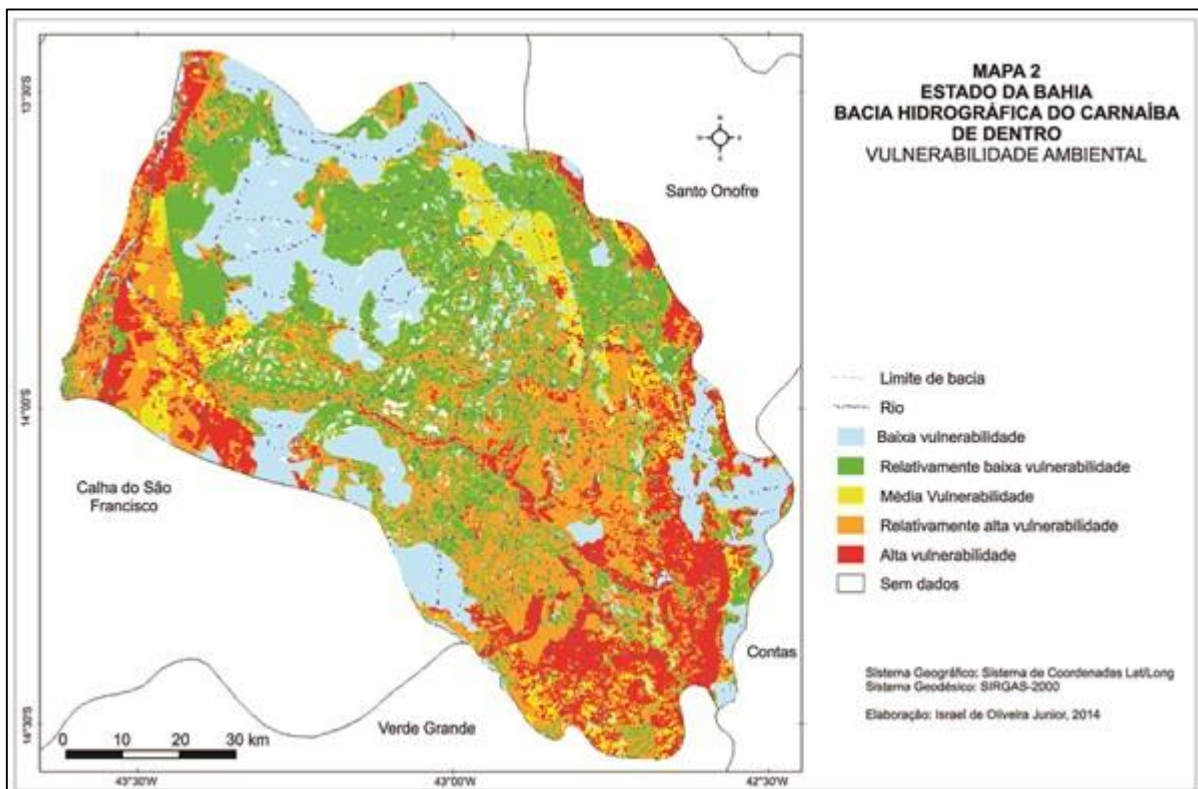 MAPA 2
ESTADO DA BAHIA
BACIA HIDROGRÁFICA DO CARNAÍBA
DE DENTRO
VULNERABILIDADE AMBIENTAL
13°30'S
14°00'S
14°30'S
Santo Onofre
Calha do São
Francisco
Verde Grande
Contas
0 10 20 30 km
43°30'W
43°00'W
42°30'W
Limite de bacia
Rio
Baixa vulnerabilidade
Relativamente baixa vulnerabilidade
Média Vulnerabilidade
Relativamente alta vulnerabilidade
Alta vulnerabilidade
Sem dados
Sistema Geográfico: Sistema de Coordenadas Lat/Long
Sistema Geodésico: SIRGAS-2000
Elaboração: Israel de Oliveira Junior, 2014